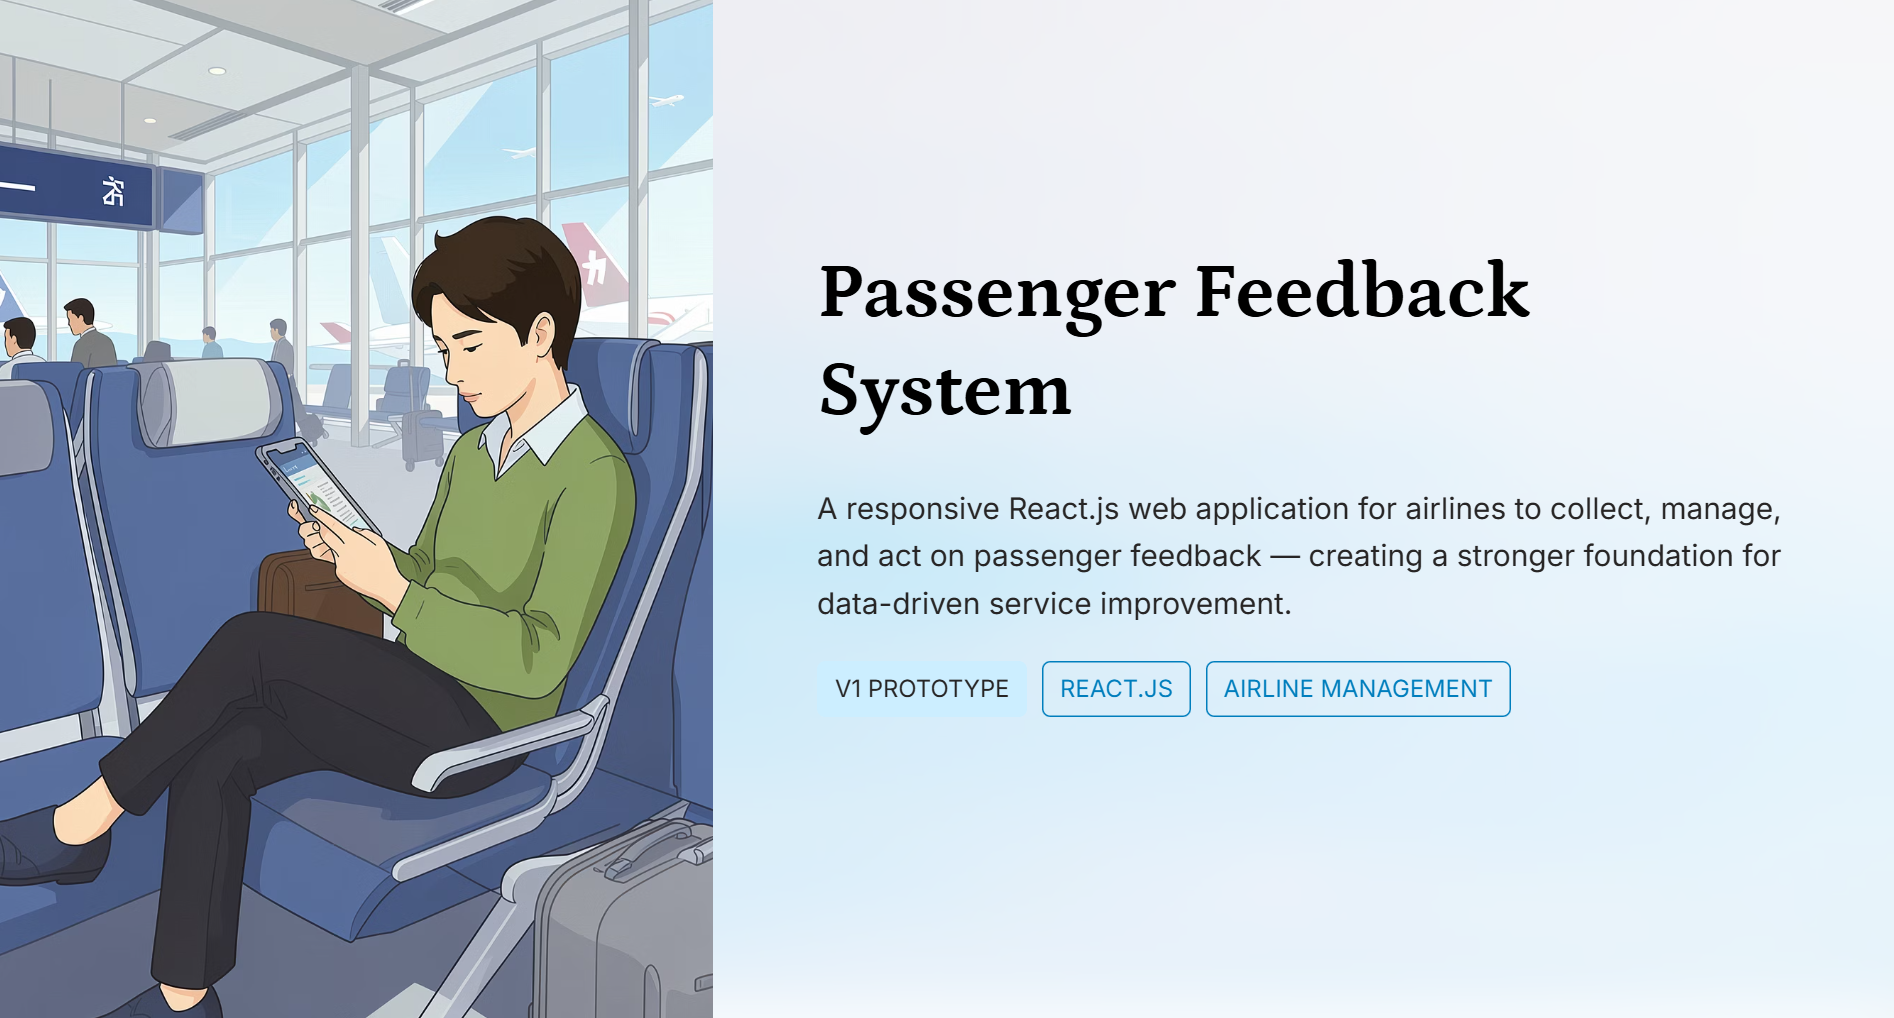 Passenger Feedback
System
A responsive React.js web application for airlines to collect, manage,
and act on passenger feedback — creating a stronger foundation for
data-driven service improvement.
V1 PROTOTYPE
REACT.JS
AIRLINE MANAGEMENT